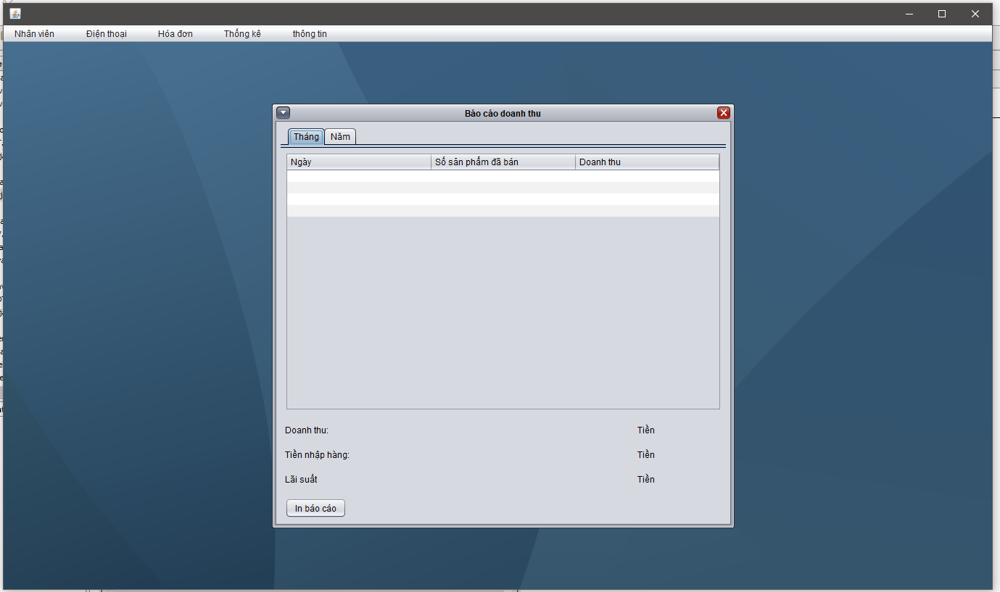 Nhân viên Điện thoại Hóa đơn Thống kê thông tin
Báo cáo doanh thu
Tháng Năm
Ngày Số sản phẩm đã bán Doanh thu
Doanh thu: Tiền
Tiền nhập hàng: Tiền
Lãi suất Tiền
In báo cáo